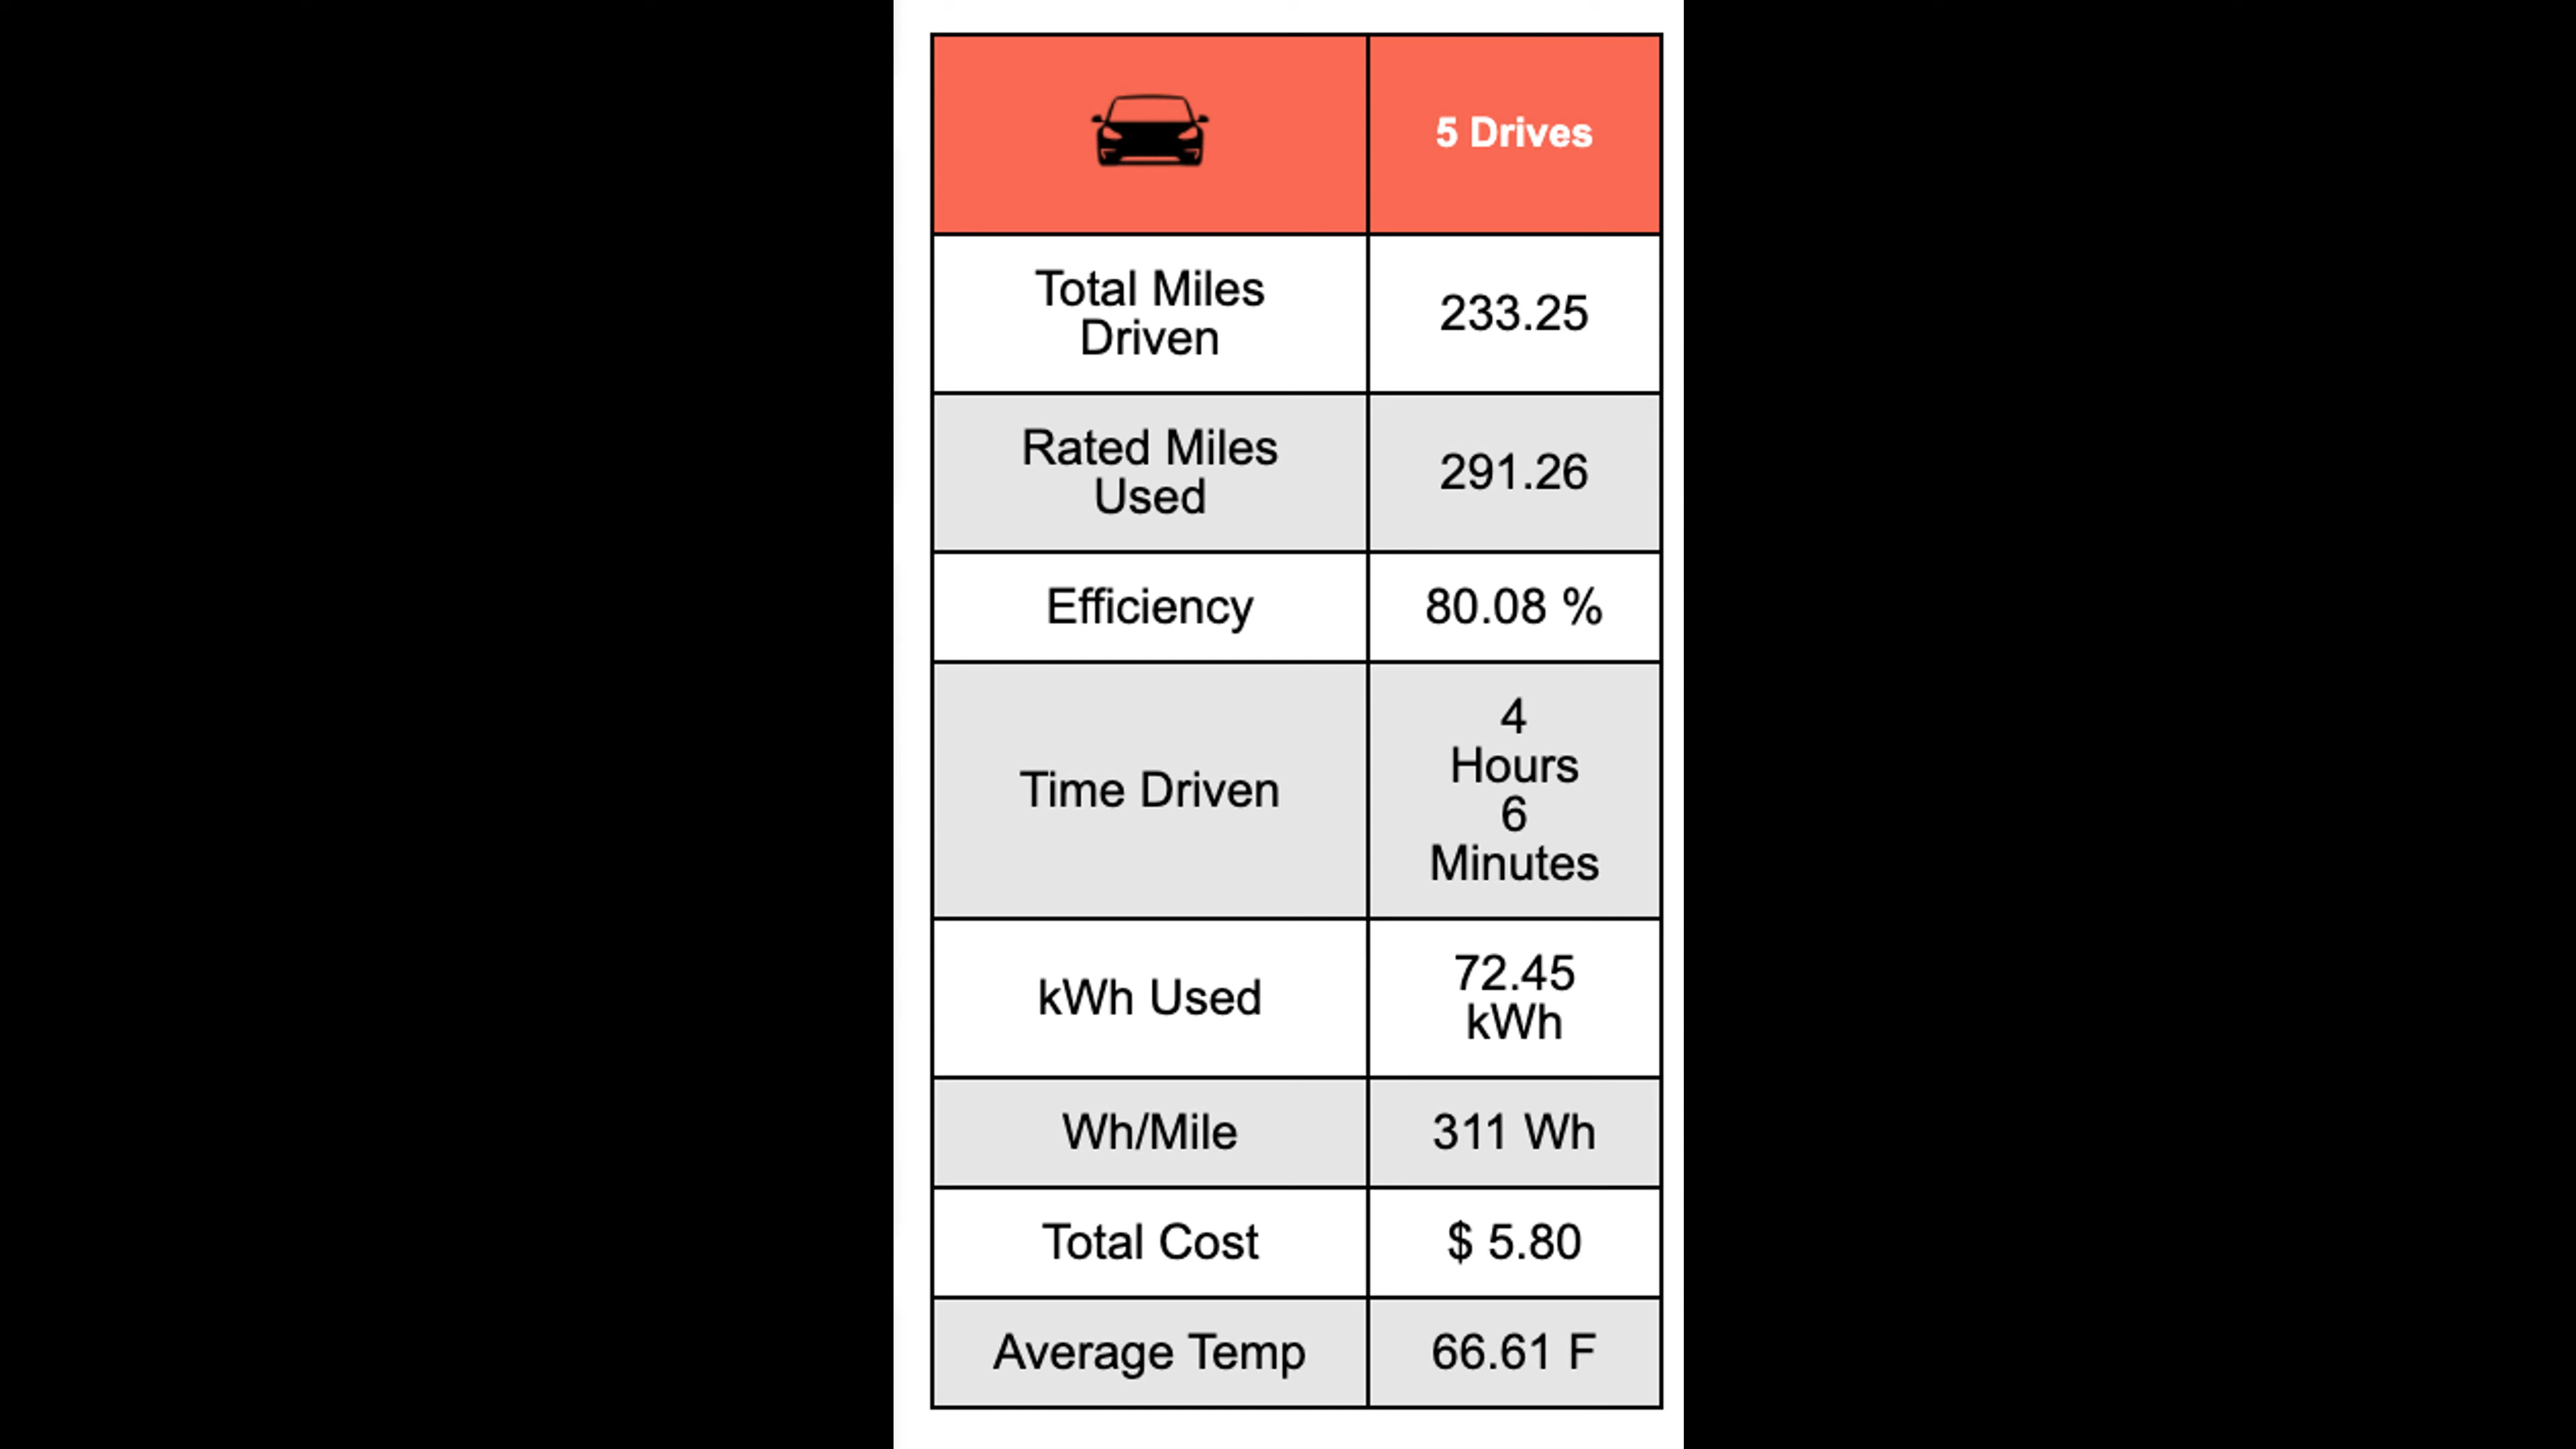 5 Drives
Total Miles
Driven
233.25
Rated Miles
Used
291.26
Efficiency
80.08 %
Time Driven
4
Hours
6
Minutes
kWh Used
72.45
kWh
Wh/Mile
311 Wh
Total Cost
$ 5.80
Average Temp
66.61 F